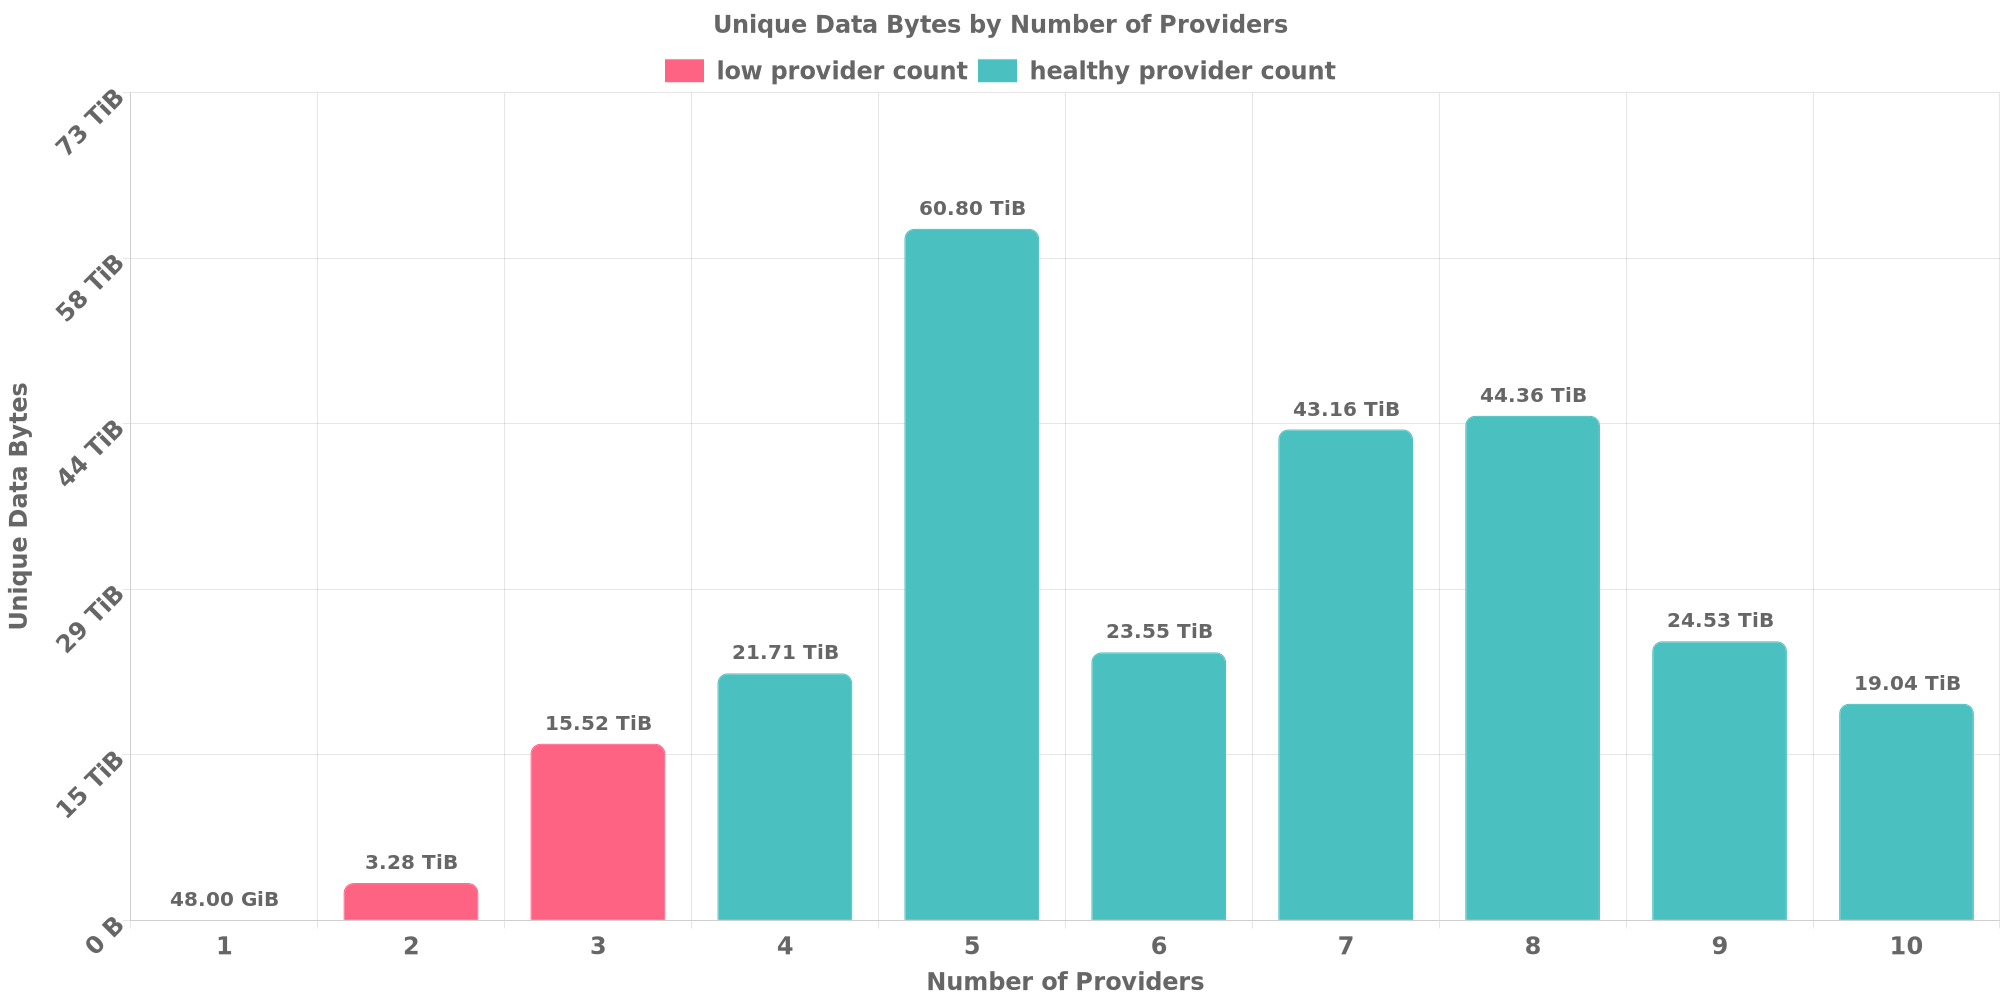 Unique Data Bytes by Number of Providers
low provider count healthy provider count
73 TiB
58 TiB
44 TiB
29 TiB
15 TiB
0 B
Unique Data Bytes
48.00 GiB
3.28 TiB
15.52 TiB
21.71 TiB
60.80 TiB
23.55 TiB
43.16 TiB
44.36 TiB
24.53 TiB
19.04 TiB
1 2 3 4 5 6 7 8 9 10
Number of Providers